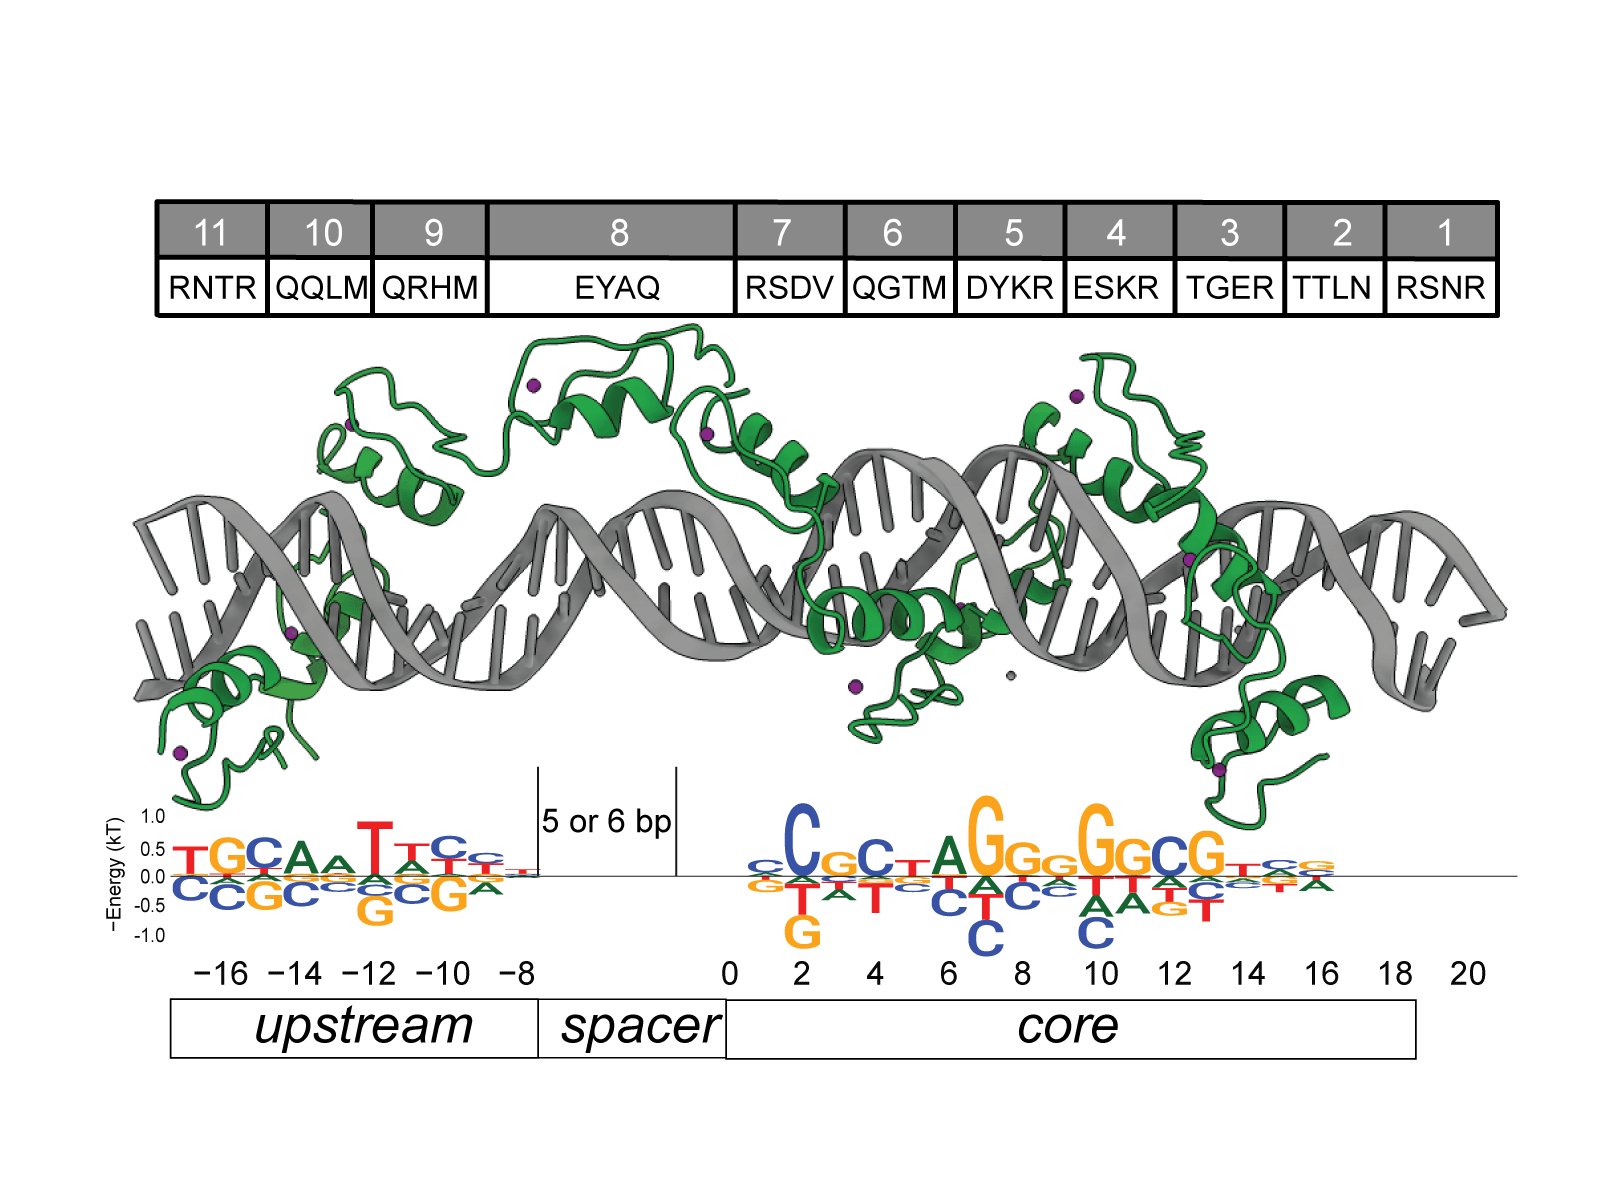 11 10 9 8 7 6 5 4 3 2 1
RNTR QQLM QRHM EYAQ RSDV QGTM DYKR ESKR TGER TTLN RSNR
−Energy (kT)
1.0
0.5
0.0
-0.5
-1.0
5 or 6 bp
TGCAATTCC
CGCTAGGGGGCGTCG
−16 −14 −12 −10 −8 0 2 4 6 8 10 12 14 16 18 20
upstream spacer core